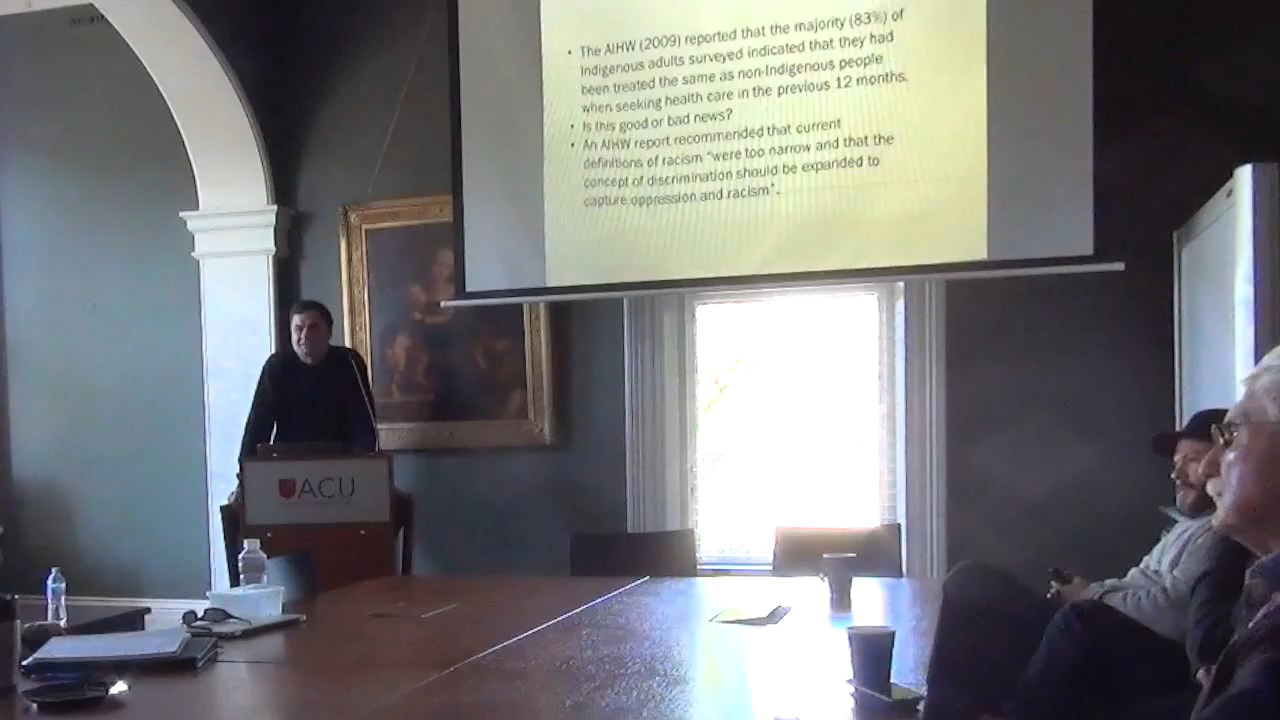 • The AIHW (2009) reported that the majority (83%) of
Indigenous adults surveyed indicated that they had
been treated the same as non-Indigenous people
when seeking health care in the previous 12 months.
• Is this good or bad news?
• An AIHW report recommended that current
definitions of racism "were too narrow and that the
concept of discrimination should be expanded to
capture oppression and racism".
ACU